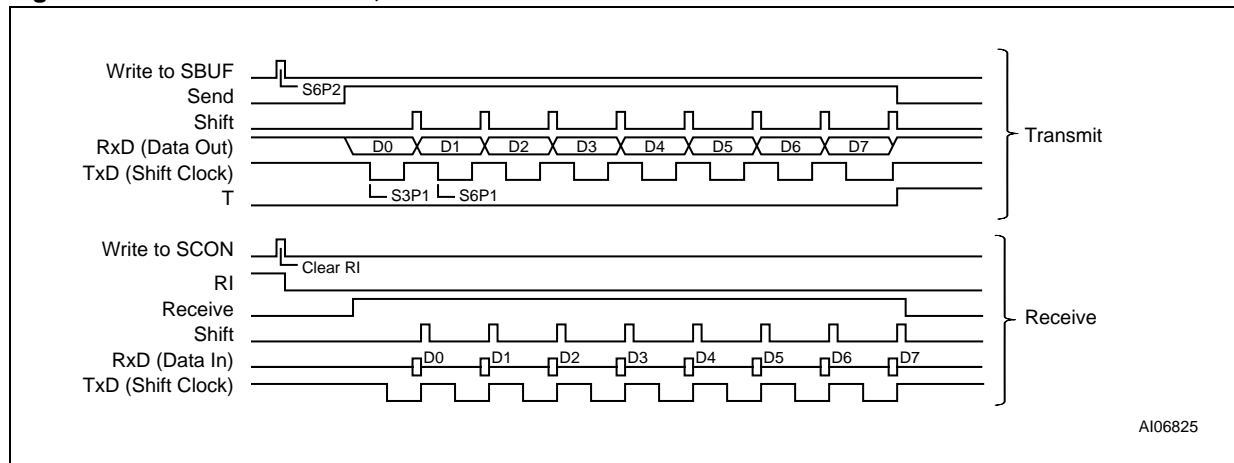 Write to SBUF
S6P2
Send
Shift
RxD (Data Out) D0 D1 D2 D3 D4 D5 D6 D7
TxD (Shift Clock)
S3P1 S6P1
T
Transmit
Write to SCON
Clear RI
RI
Receive
Shift
RxD (Data In) D0 D1 D2 D3 D4 D5 D6 D7
TxD (Shift Clock)
Receive
AI06825